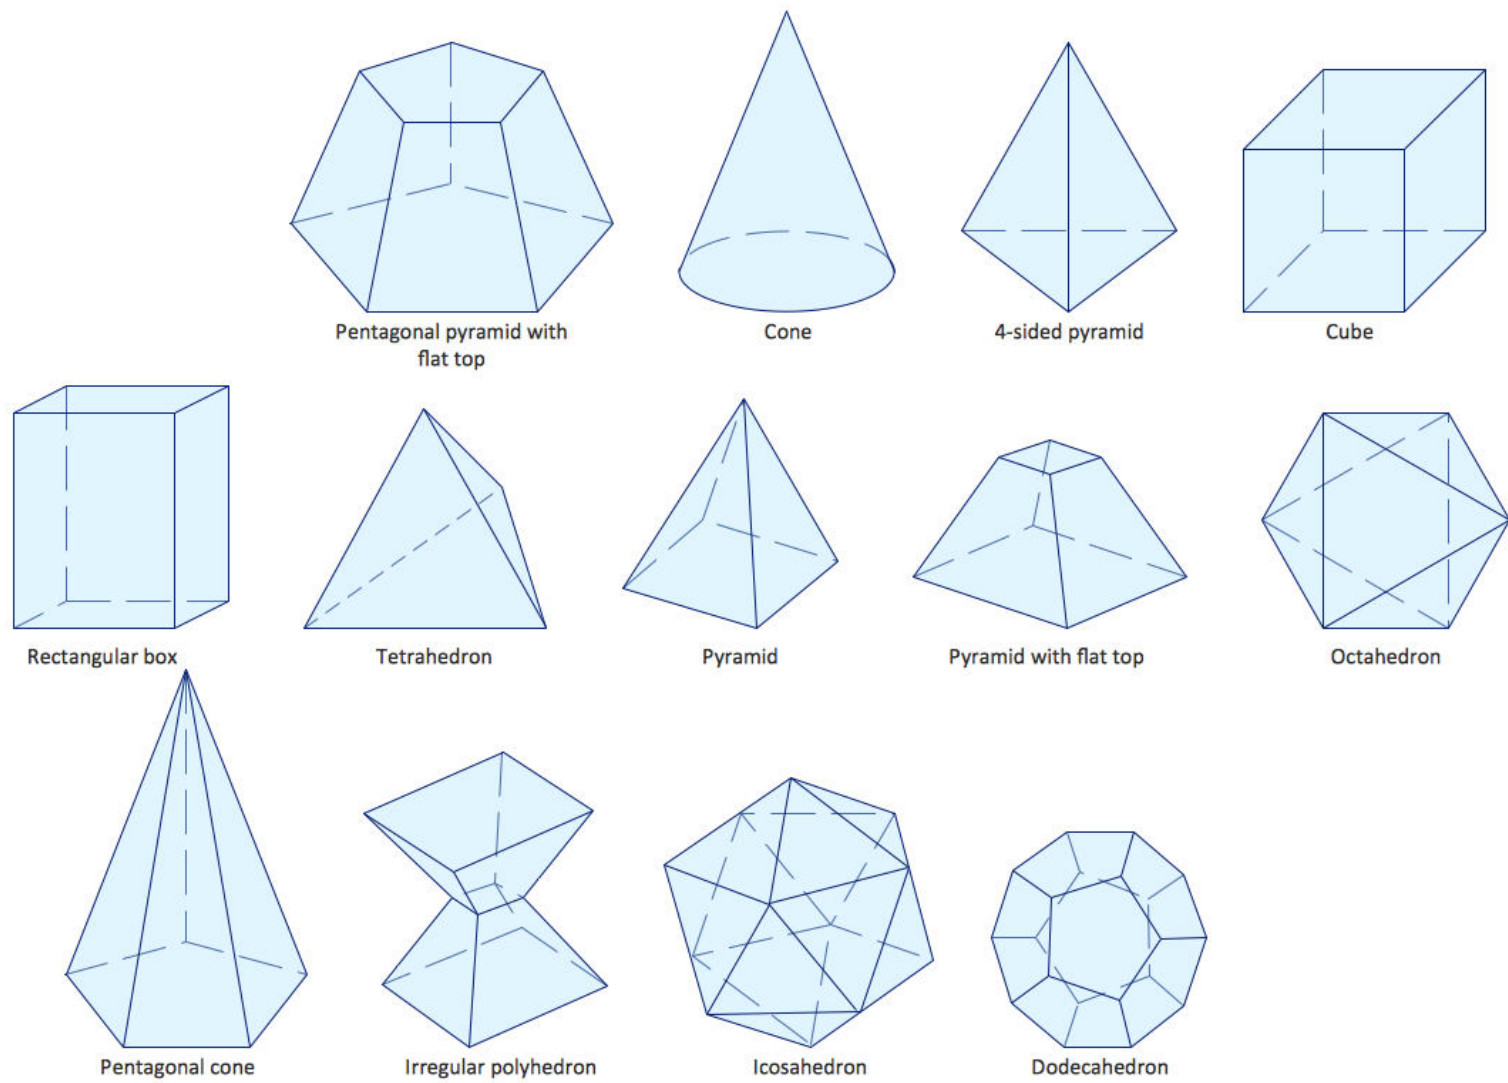 Pentagonal pyramid with
flat top
Cone
4-sided pyramid
Cube
Rectangular box
Tetrahedron
Pyramid
Pyramid with flat top
Octahedron
Pentagonal cone
Irregular polyhedron
Icosahedron
Dodecahedron